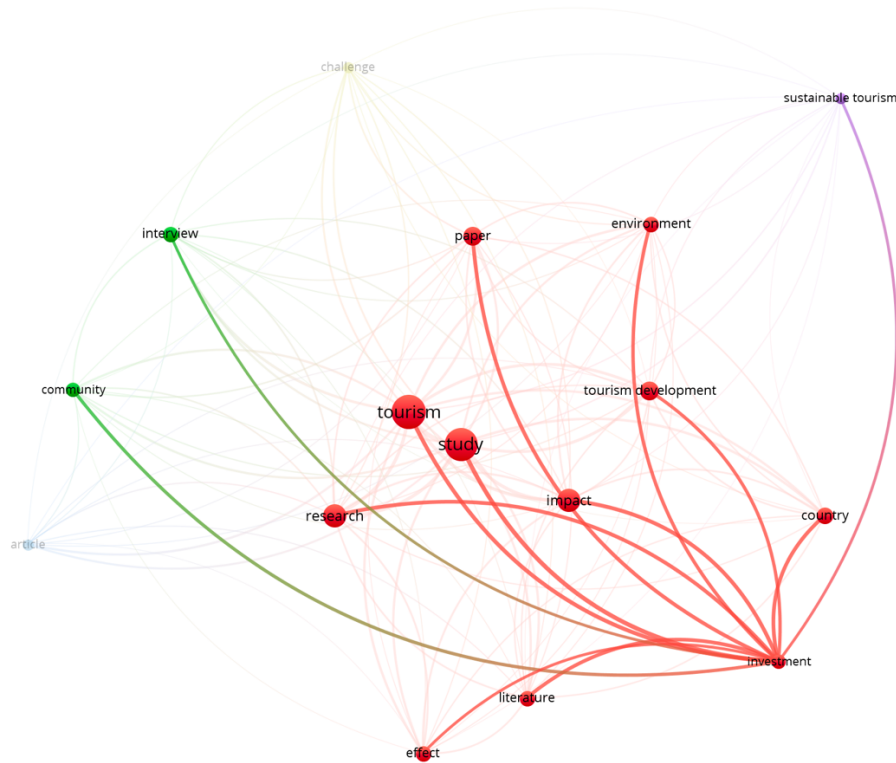 challenge
sustainable tourism
interview
paper
environment
community
tourism development
tourism
study
impact
research
country
article
investment
literature
effect